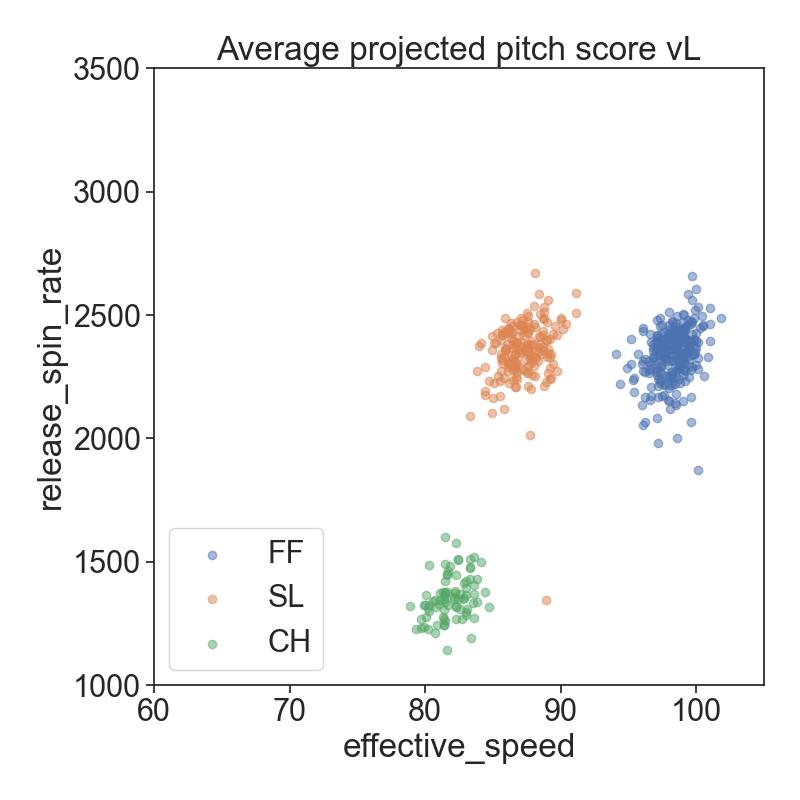 Average projected pitch score vL
3500
3000
2500
2000
1500
1000
release_spin_rate
FF
SL
CH
60 70 80 90 100
effective_speed